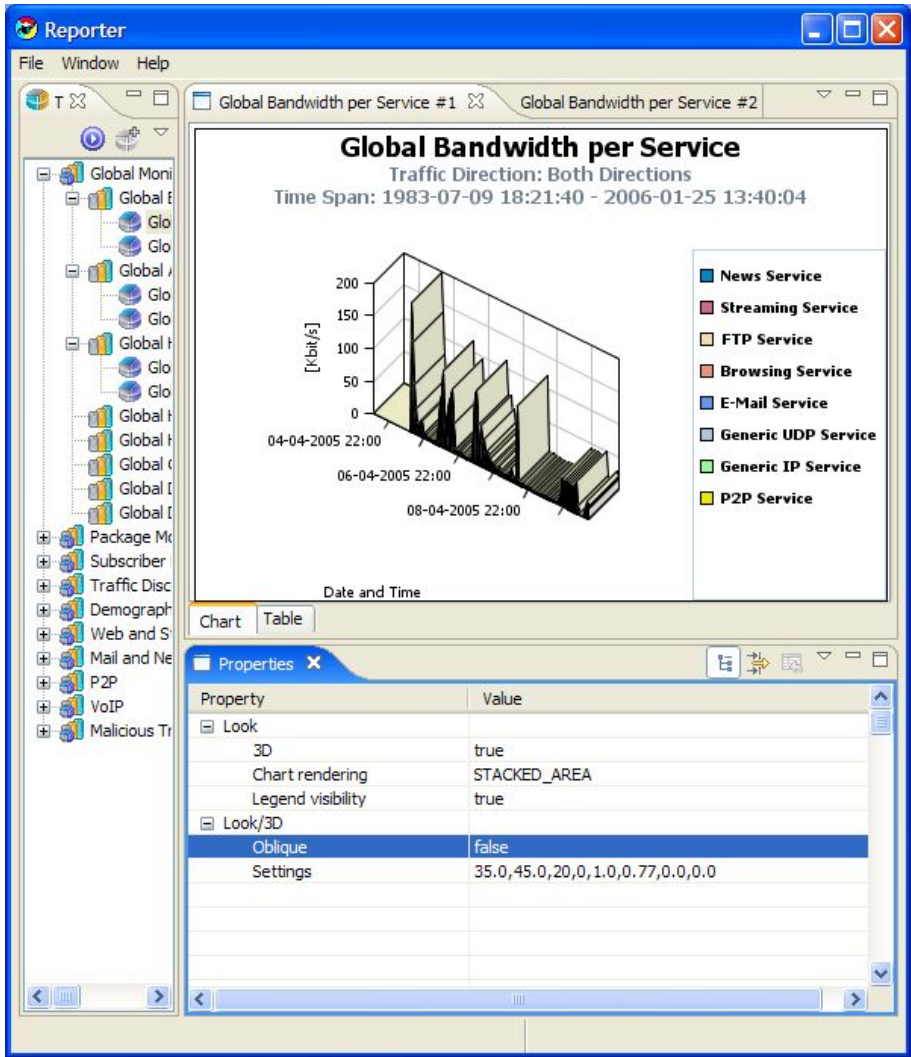 Reporter
File Window Help
T
Global Bandwidth per Service #1
Global Bandwidth per Service #2
Global Moni
Global B
Glo
Glo
Global A
Glo
Glo
Global H
Glo
Glo
Global H
Global H
Global
Global D
Global D
Package Mo
Subscriber
Traffic Disc
Demograph
Web and S
Mail and Ne
P2P
VoIP
Malicious Tr
Global Bandwidth per Service
Traffic Direction: Both Directions
Time Span: 1983-07-09 18:21:40 - 2006-01-25 13:40:04
[Kbit/s]
200
150
100
50
0
04-04-2005 22:00
06-04-2005 22:00
08-04-2005 22:00
Date and Time
News Service
Streaming Service
FTP Service
Browsing Service
E-Mail Service
Generic UDP Service
Generic IP Service
P2P Service
Chart Table
Properties
Property Value
Look
3D true
Chart rendering STACKED_AREA
Legend visibility true
Look/3D
Oblique false
Settings 35.0,45.0,20,0,1.0,0.77,0.0,0.0